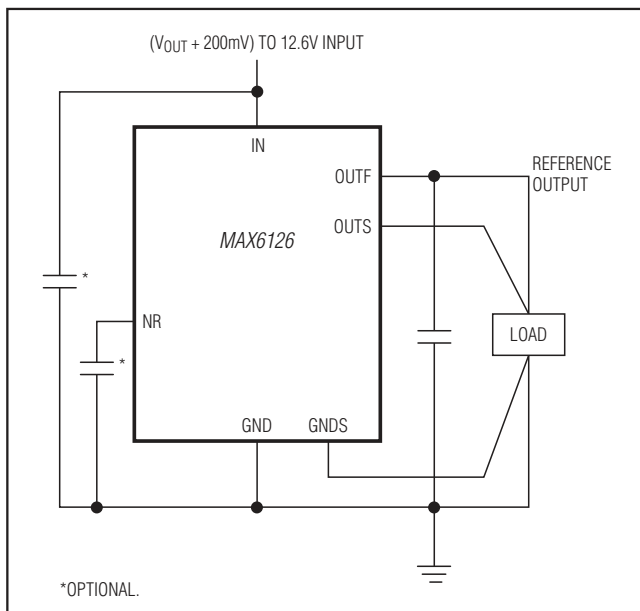 (VOUT + 200mV) TO 12.6V INPUT
IN
OUTF
REFERENCE
OUTPUT
OUTS
MAX6126
*
NR
LOAD
*
GND GNDS
*OPTIONAL.